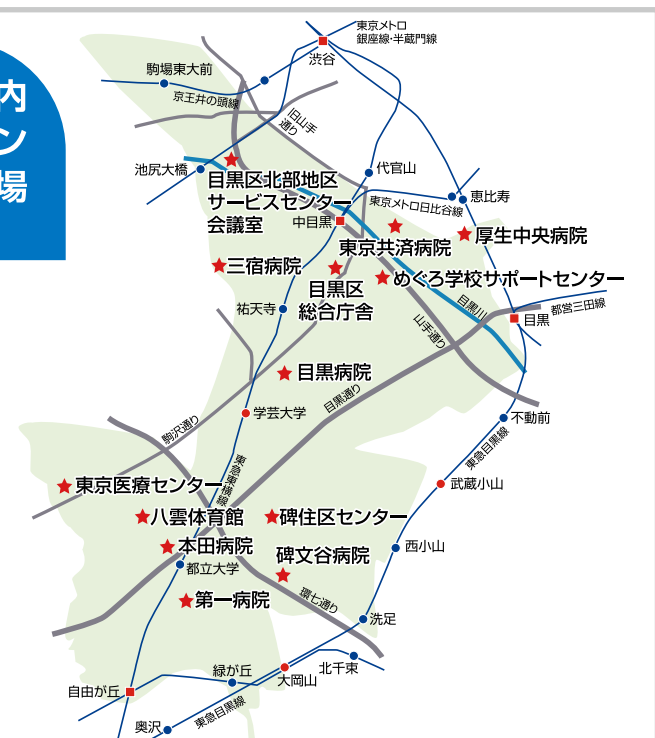 内
ン
場
東京メトロ
銀座線・半蔵門線
渋谷
駒場東大前
京王井の頭線
旧山手
通り
池尻大橋
代官山
目黒区北部地区
サービスセンター
会議室
恵比寿
東京メトロ日比谷線
中目黒
東京共済病院
厚生中央病院
三宿病院
めぐろ学校サポートセンター
目黒区
総合庁舎
目黒川
都営三田線
祐天寺
山手通り
目黒
目黒病院
目黒通り
学芸大学
駒沢通り
不動前
東急目黒線
東急東横線
武蔵小山
東京医療センター
八雲体育館
碑住区センター
本田病院
碑文谷病院
西小山
都立大学
第一病院
環七通り
洗足
北千束
緑が丘
大岡山
自由が丘
東急目黒線
奥沢